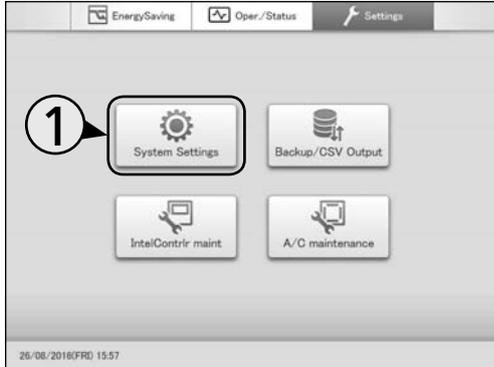 EnergySaving
Oper./Status
Settings
1
System Settings
Backup/CSV Output
IntelContrlr maint
A/C maintenance
26/08/2016(FRI) 15:57